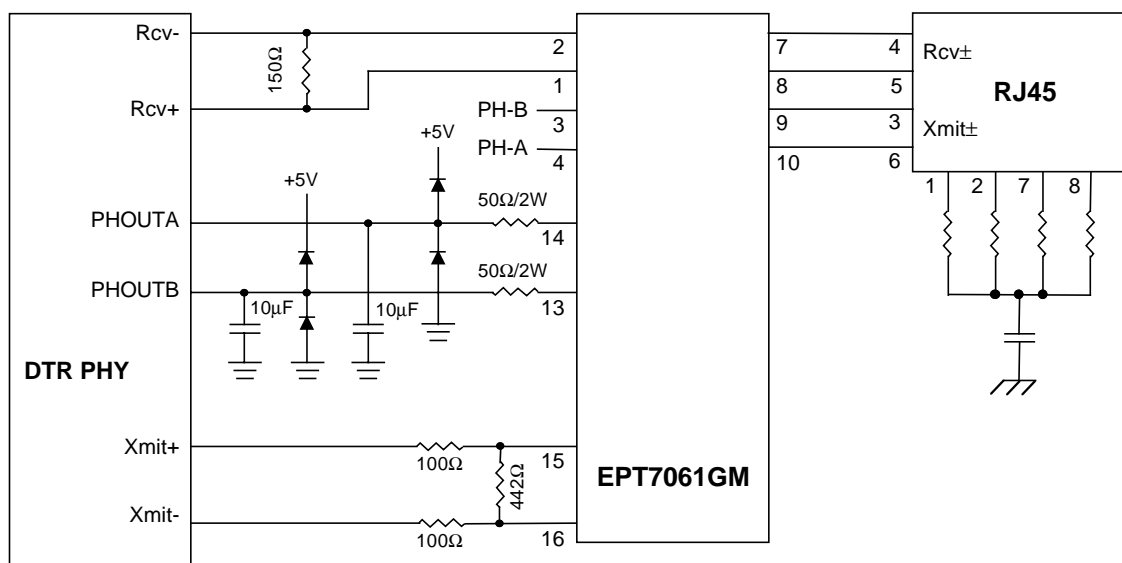 Rcv-
2
7
4
Rcv±
150Ω
1
8
5
RJ45
Rcv+
PH-B
3
9
3
Xmit±
PH-A
4
10
6
+5V
+5V
1
2
7
8
50Ω/2W
PHOUTA
14
50Ω/2W
PHOUTB
10µF
10µF
13
DTR PHY
Xmit+
100Ω
15
442Ω
EPT7061GM
Xmit-
100Ω
16